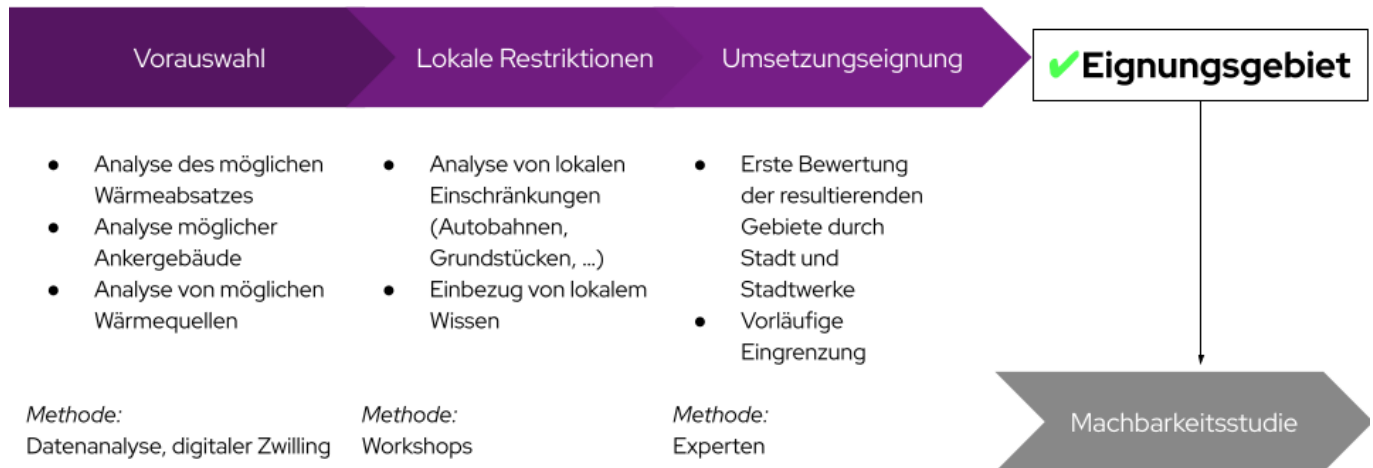 Vorauswahl
Lokale Restriktionen
Umsetzungseignung
✔Eignungsgebiet
● Analyse des möglichen
Wärmeabsatzes
● Analyse möglicher
Ankergebäude
● Analyse von möglichen
Wärmequellen
● Analyse von lokalen
Einschränkungen
(Autobahnen,
Grundstücken, ...)
● Einbezug von lokalem
Wissen
● Erste Bewertung
der resultierenden
Gebiete durch
Stadt und
Stadtwerke
● Vorläufige
Eingrenzung
Methode:
Datenanalyse, digitaler Zwilling
Methode:
Workshops
Methode:
Experten
Machbarkeitsstudie